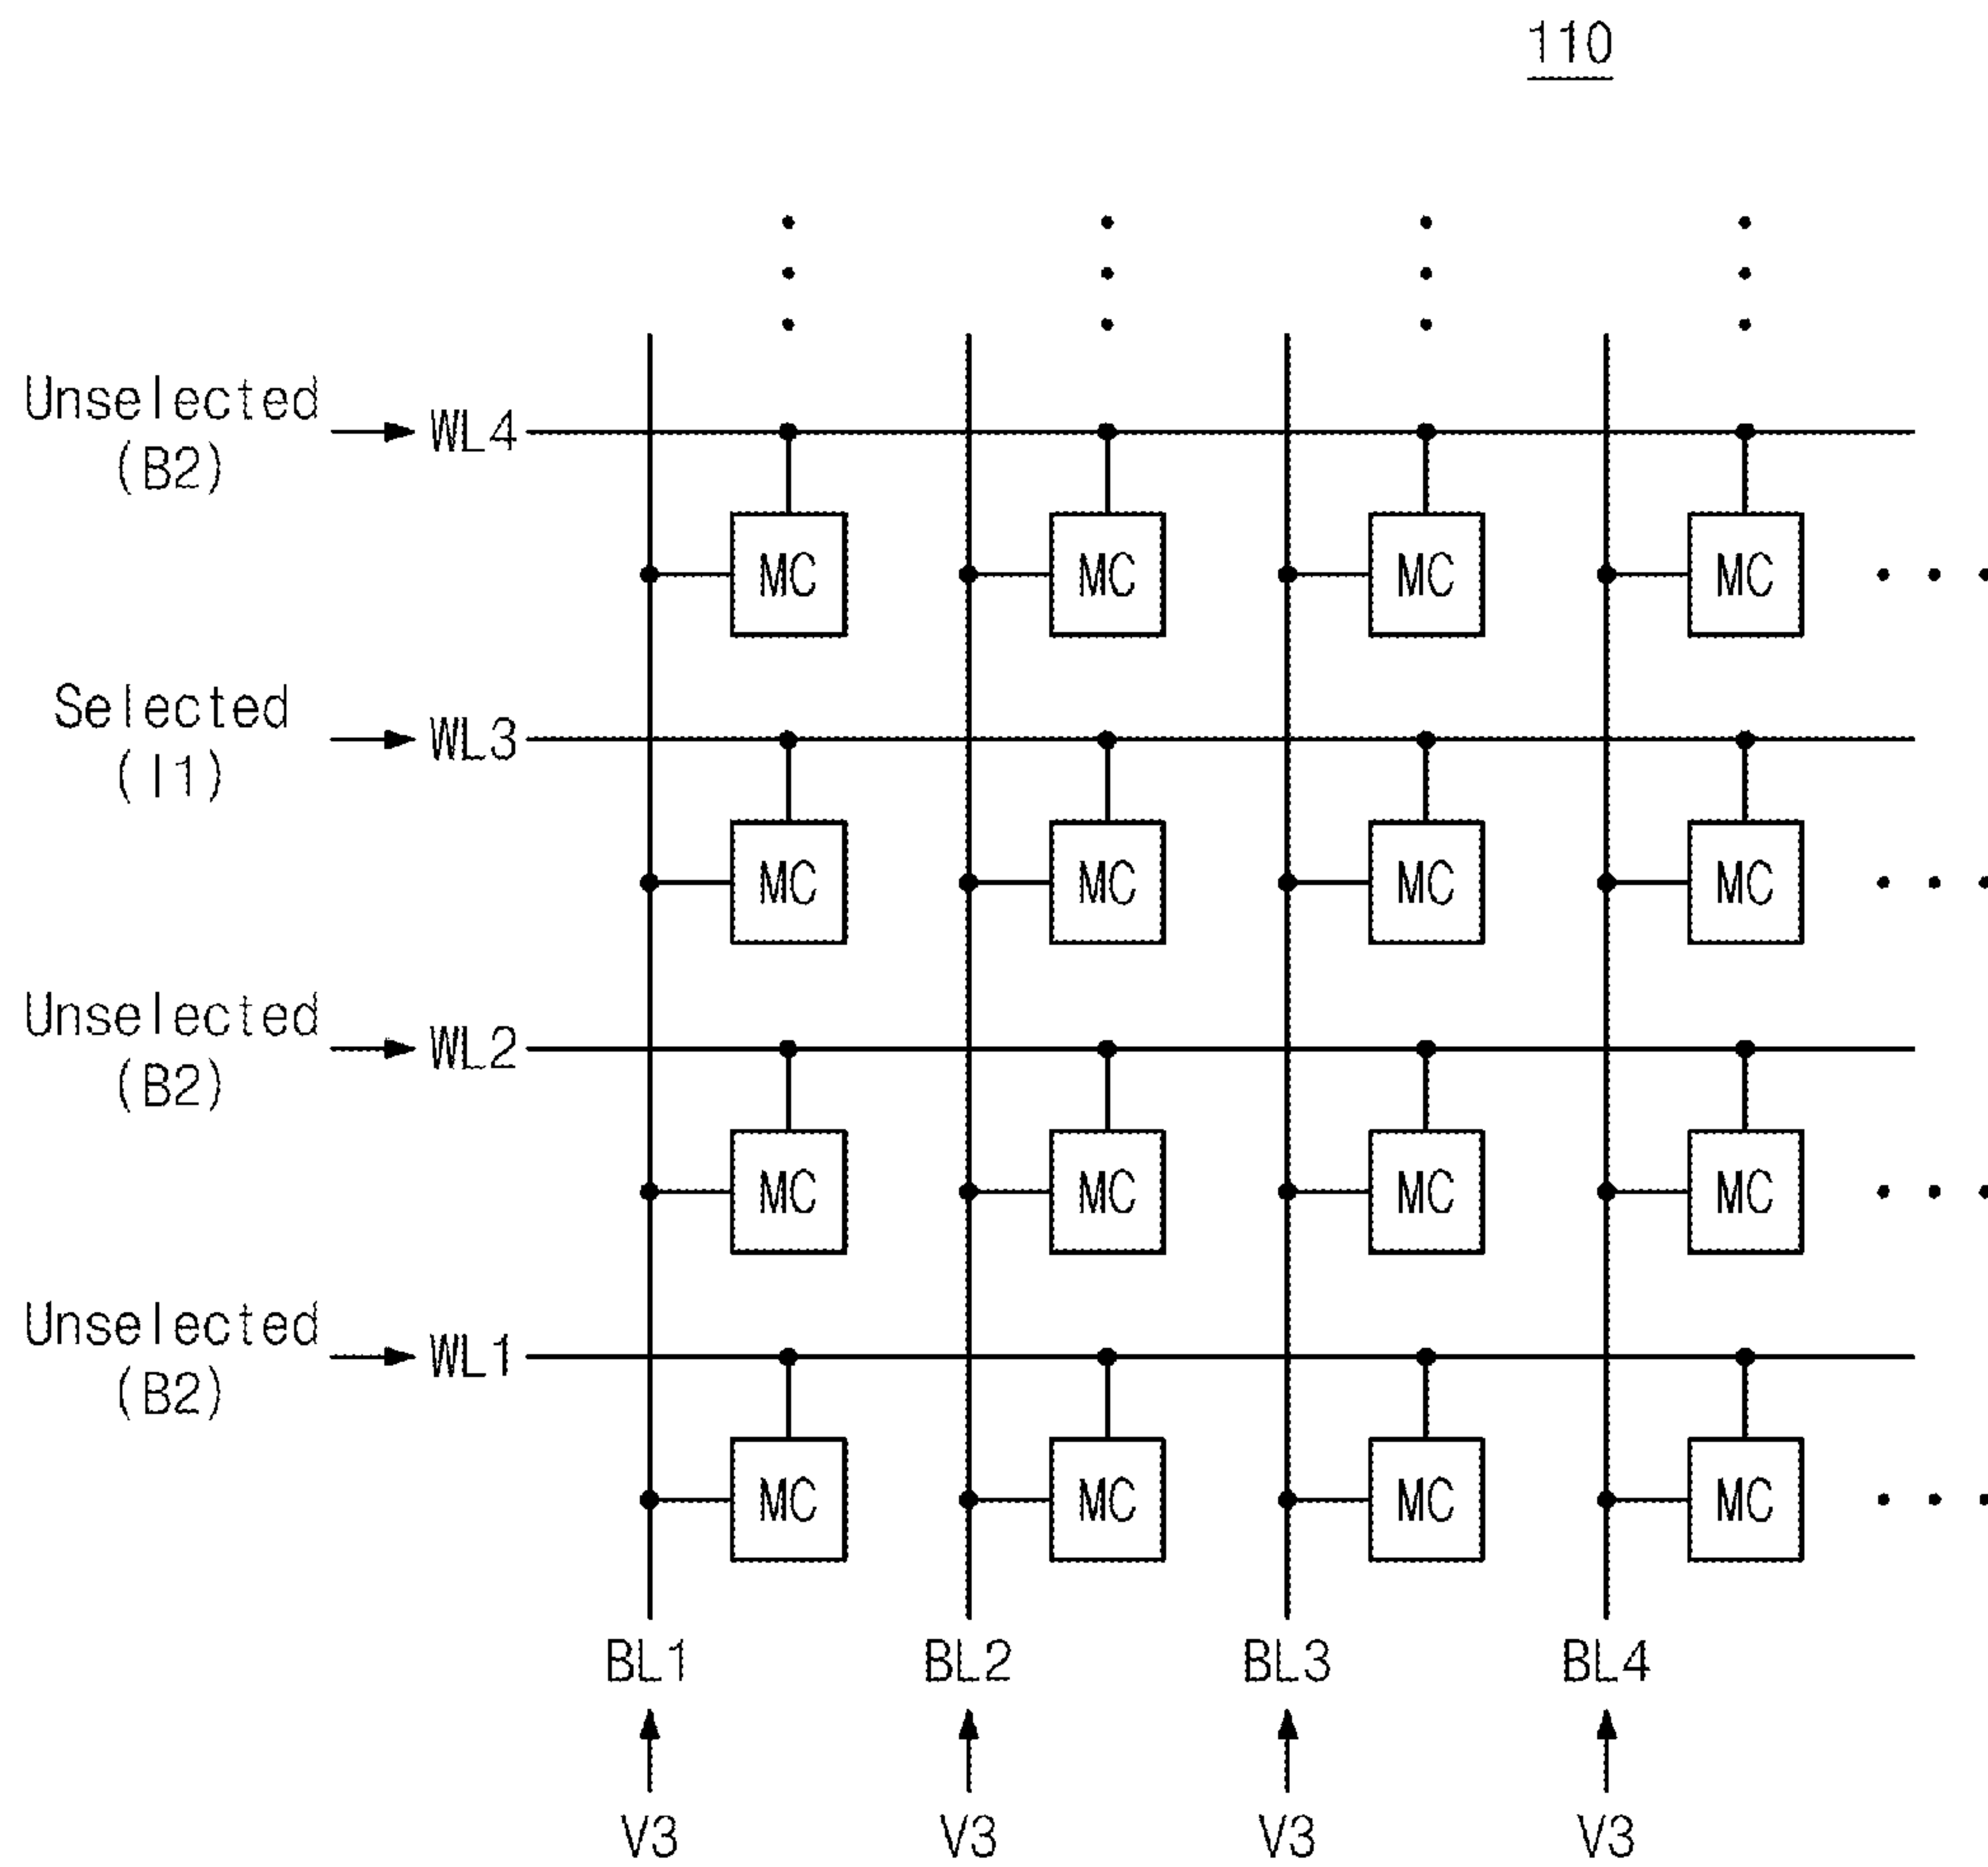 110
Unselected
(B2)
WL4
MC MC MC MC
Selected
(I1)
WL3
MC MC MC MC
Unselected
(B2)
WL2
MC MC MC MC
Unselected
(B2)
WL1
MC MC MC MC
BL1 BL2 BL3 BL4
V3 V3 V3 V3